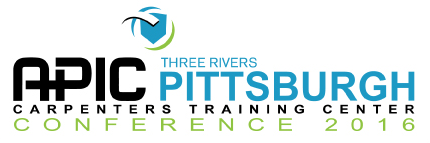 THREE RIVERS
APIC PITTSBURGH
CARPENTERS TRAINING CENTER
CONFERENCE 2016